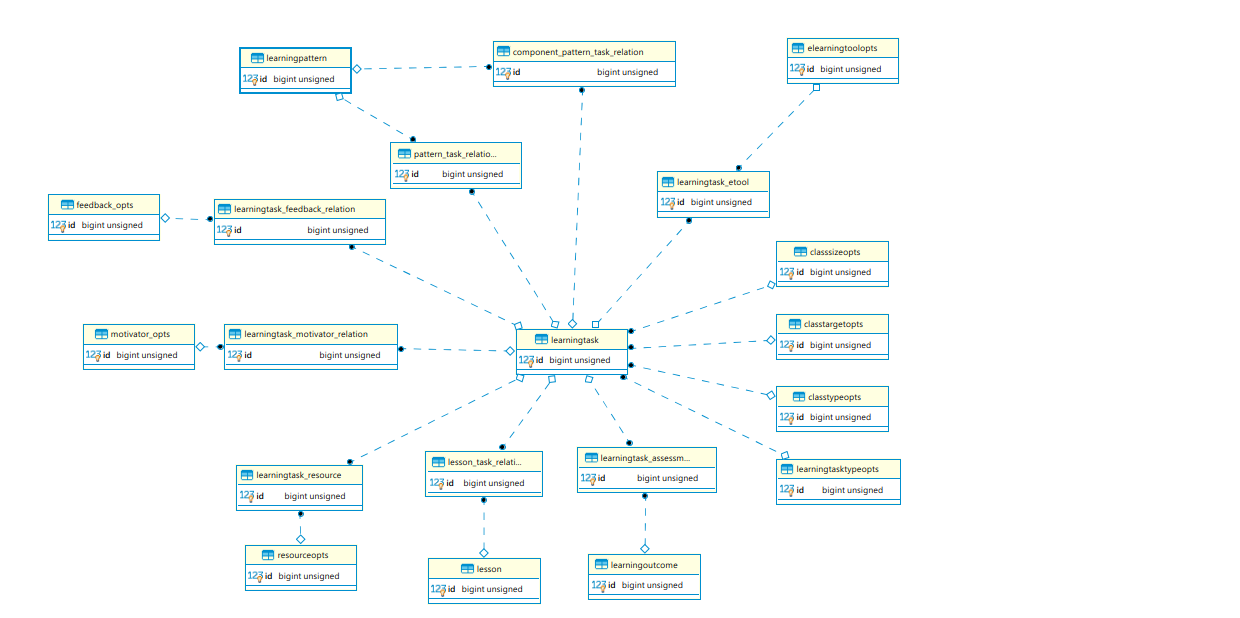 learningpattern
123 id bigint unsigned
component_pattern_task_relation
123 id bigint unsigned
elearningtoolopts
123 id bigint unsigned
pattern_task_relatio...
123 id bigint unsigned
learningtask_etool
123 id bigint unsigned
feedback_opts
123 id bigint unsigned
learningtask_feedback_relation
123 id bigint unsigned
classsizeopts
123 id bigint unsigned
motivator_opts
123 id bigint unsigned
learningtask_motivator_relation
123 id bigint unsigned
learningtask
123 id bigint unsigned
classtargetopts
123 id bigint unsigned
classtypeopts
123 id bigint unsigned
learningtask_resource
123 id bigint unsigned
lesson_task_relati...
123 id bigint unsigned
learningtask_assessm...
123 id bigint unsigned
learningtasktypeopts
123 id bigint unsigned
resourceopts
123 id bigint unsigned
lesson
123 id bigint unsigned
learningoutcome
123 id bigint unsigned